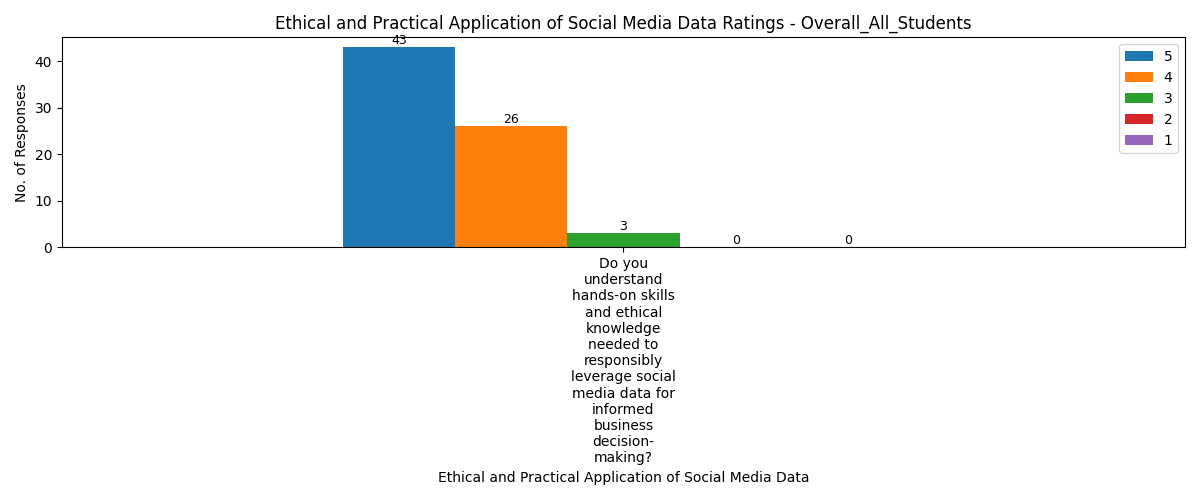 Ethical and Practical Application of Social Media Data Ratings - Overall_All_Students
No. of Responses
40
30
20
10
0
43
26
3
0
0
5
4
3
2
1
Do you
understand
hands-on skills
and ethical
knowledge
needed to
responsibly
leverage social
media data for
informed
business
decision-
making?
Ethical and Practical Application of Social Media Data